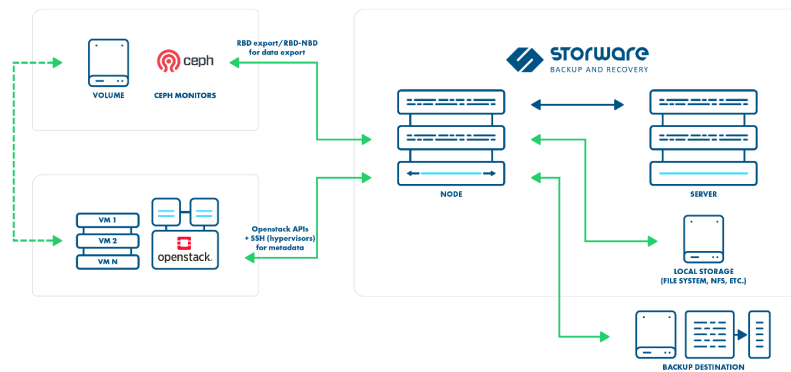 RBD export/RBD-NBD
for data export
ceph
VOLUME
CEPH MONITORS
STORWARE
BACKUP AND RECOVERY
NODE
SERVER
VM 1
VM 2
VM N
openstack.
Openstack APIs
+ SSH (hypervisors)
for metadata
LOCAL STORAGE
(FILE SYSTEM, NFS, ETC.)
BACKUP DESTINATION